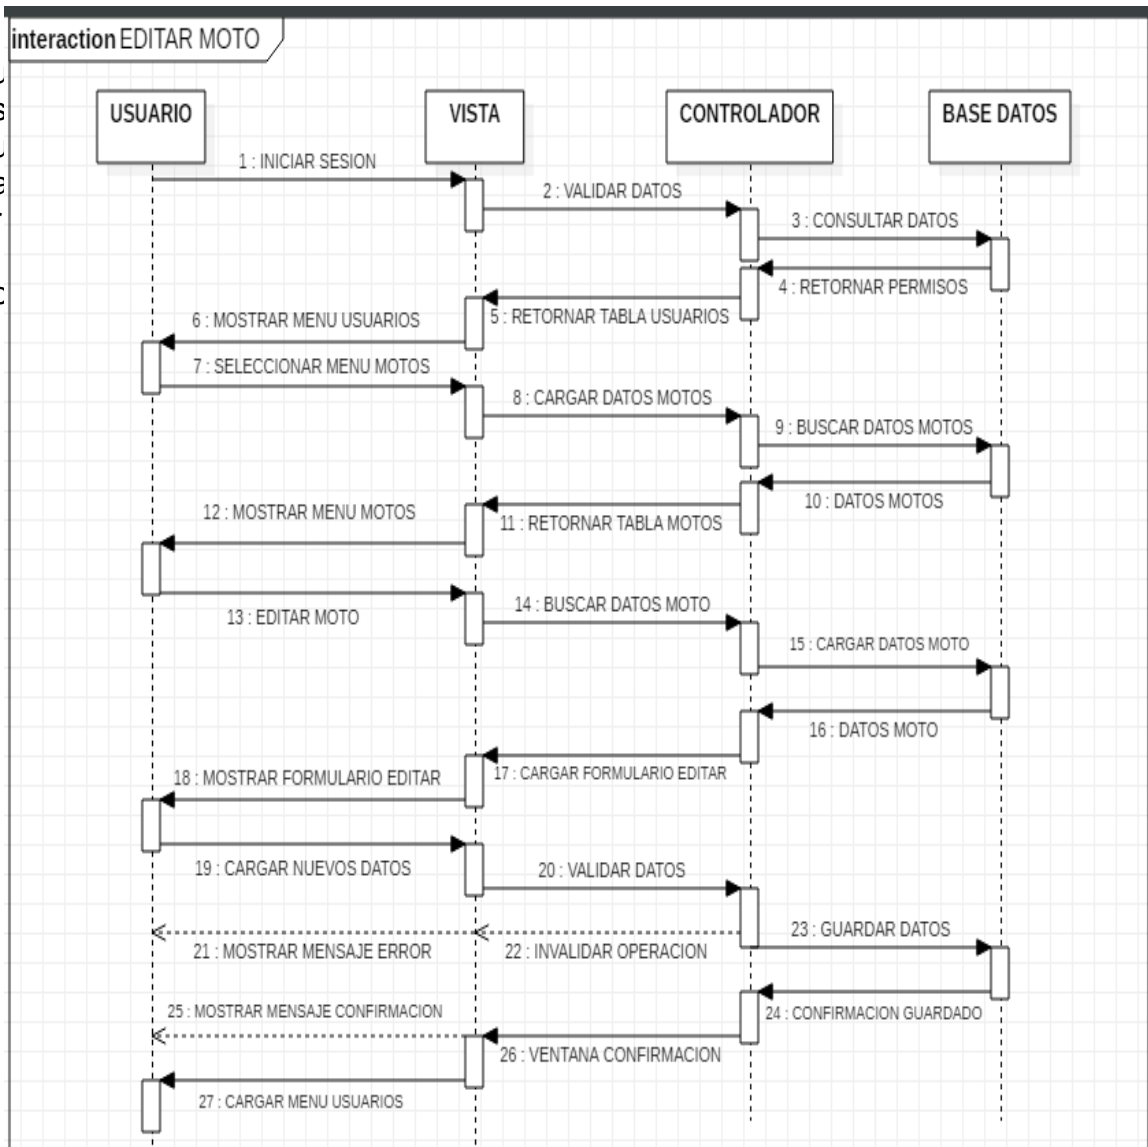 interaction EDITAR MOTO
USUARIO
VISTA
CONTROLADOR
BASE DATOS
1 : INICIAR SESION
2 : VALIDAR DATOS
3 : CONSULTAR DATOS
4 : RETORNAR PERMISOS
5 : RETORNAR TABLA USUARIOS
6 : MOSTRAR MENU USUARIOS
7 : SELECCIONAR MENU MOTOS
8 : CARGAR DATOS MOTOS
9 : BUSCAR DATOS MOTOS
10 : DATOS MOTOS
11 : RETORNAR TABLA MOTOS
12 : MOSTRAR MENU MOTOS
13 : EDITAR MOTO
14 : BUSCAR DATOS MOTO
15 : CARGAR DATOS MOTO
16 : DATOS MOTO
17 : CARGAR FORMULARIO EDITAR
18 : MOSTRAR FORMULARIO EDITAR
19 : CARGAR NUEVOS DATOS
20 : VALIDAR DATOS
21 : MOSTRAR MENSAJE ERROR
22 : INVALIDAR OPERACION
23 : GUARDAR DATOS
24 : CONFIRMACION GUARDADO
25 : MOSTRAR MENSAJE CONFIRMACION
26 : VENTANA CONFIRMACION
27 : CARGAR MENU USUARIOS